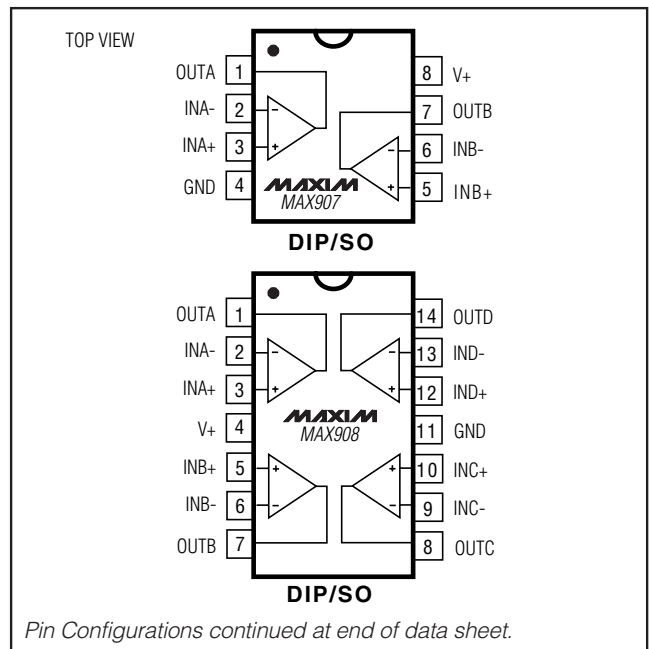 TOP VIEW
OUTA 1
INA- 2
INA+ 3
GND 4
8 V+
7 OUTB
6 INB-
5 INB+
- +
- +
MAXIM
MAX907
DIP/SO
OUTA 1
INA- 2
INA+ 3
V+ 4
INB+ 5
INB- 6
OUTB 7
14 OUTD
13 IND-
12 IND+
11 GND
10 INC+
9 INC-
8 OUTC
- +
- +
+ -
+ -
MAXIM
MAX908
DIP/SO
Pin Configurations continued at end of data sheet.